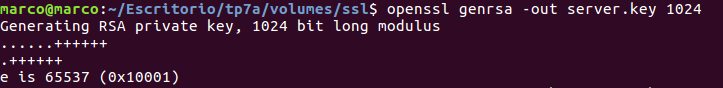 marco@marco:~/Escritorio/tp7a/volumes/ssl$ openssl genrsa -out server.key 1024
Generating RSA private key, 1024 bit long modulus
......++++++
.++++++
e is 65537 (0x10001)